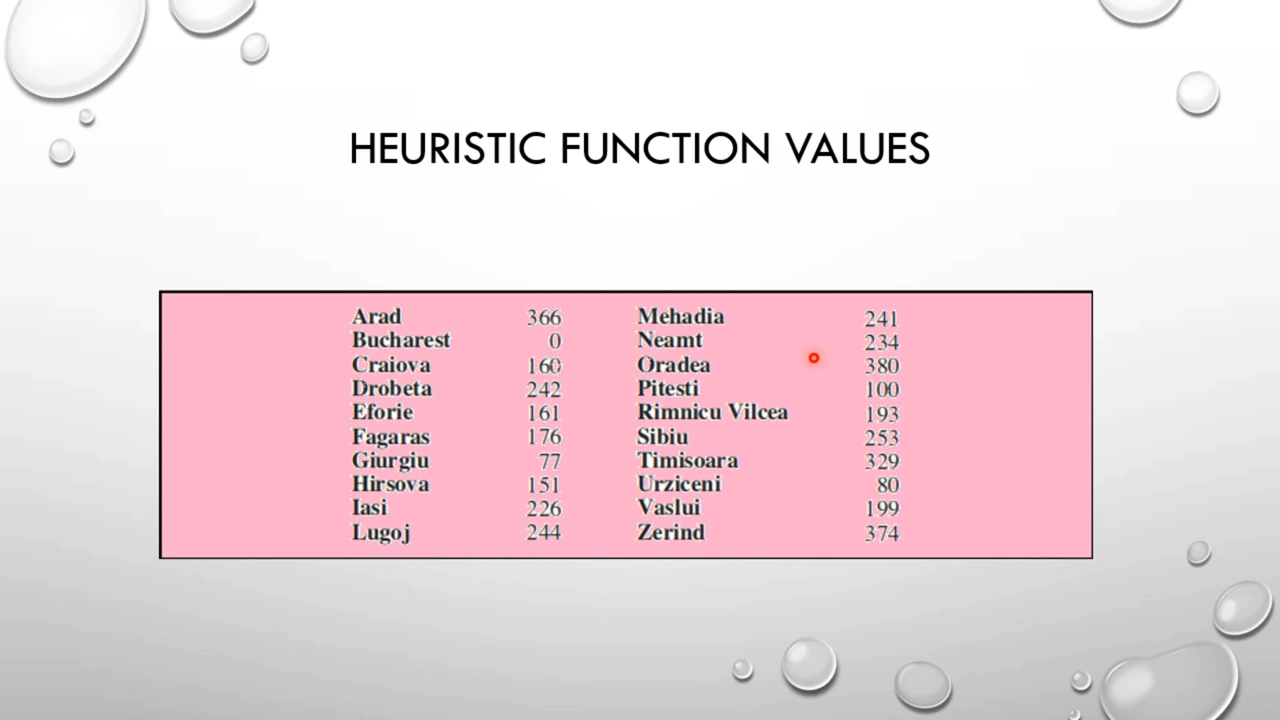 HEURISTIC FUNCTION VALUES
Arad 366 Mehadia 241
Bucharest 0 Neamt 234
Craiova 160 Oradea 380
Drobeta 242 Pitesti 100
Eforie 161 Rimnicu Vilcea 193
Fagaras 176 Sibiu 253
Giurgiu 77 Timisoara 329
Hirsova 151 Urziceni 80
Iasi 226 Vaslui 199
Lugoj 244 Zerind 374